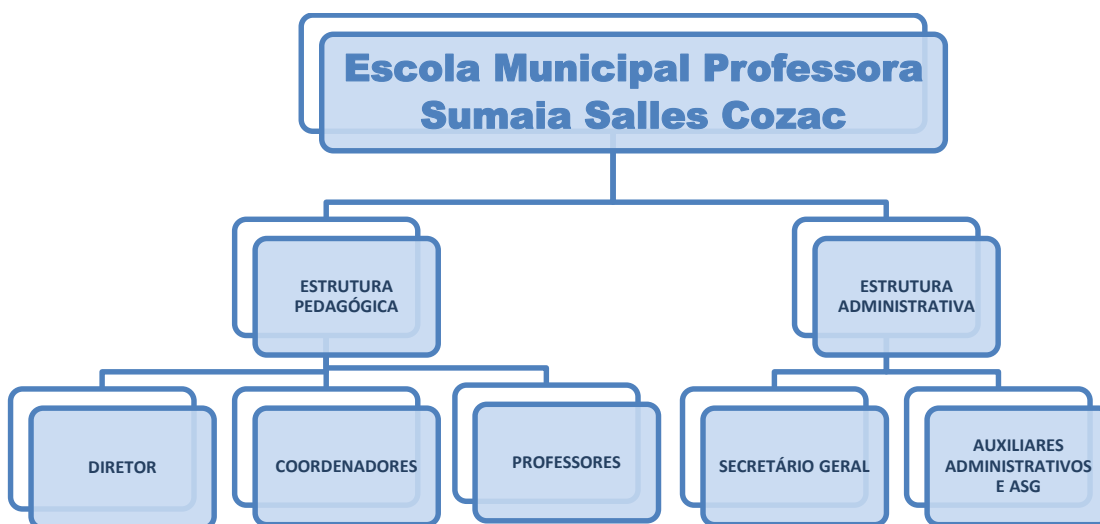 Escola Municipal Professora
Sumaia Salles Cozac
ESTRUTURA
PEDAGÓGICA
ESTRUTURA
ADMINISTRATIVA
DIRETOR
COORDENADORES
PROFESSORES
SECRETÁRIO GERAL
AUXILIARES
ADMINISTRATIVOS
E ASG